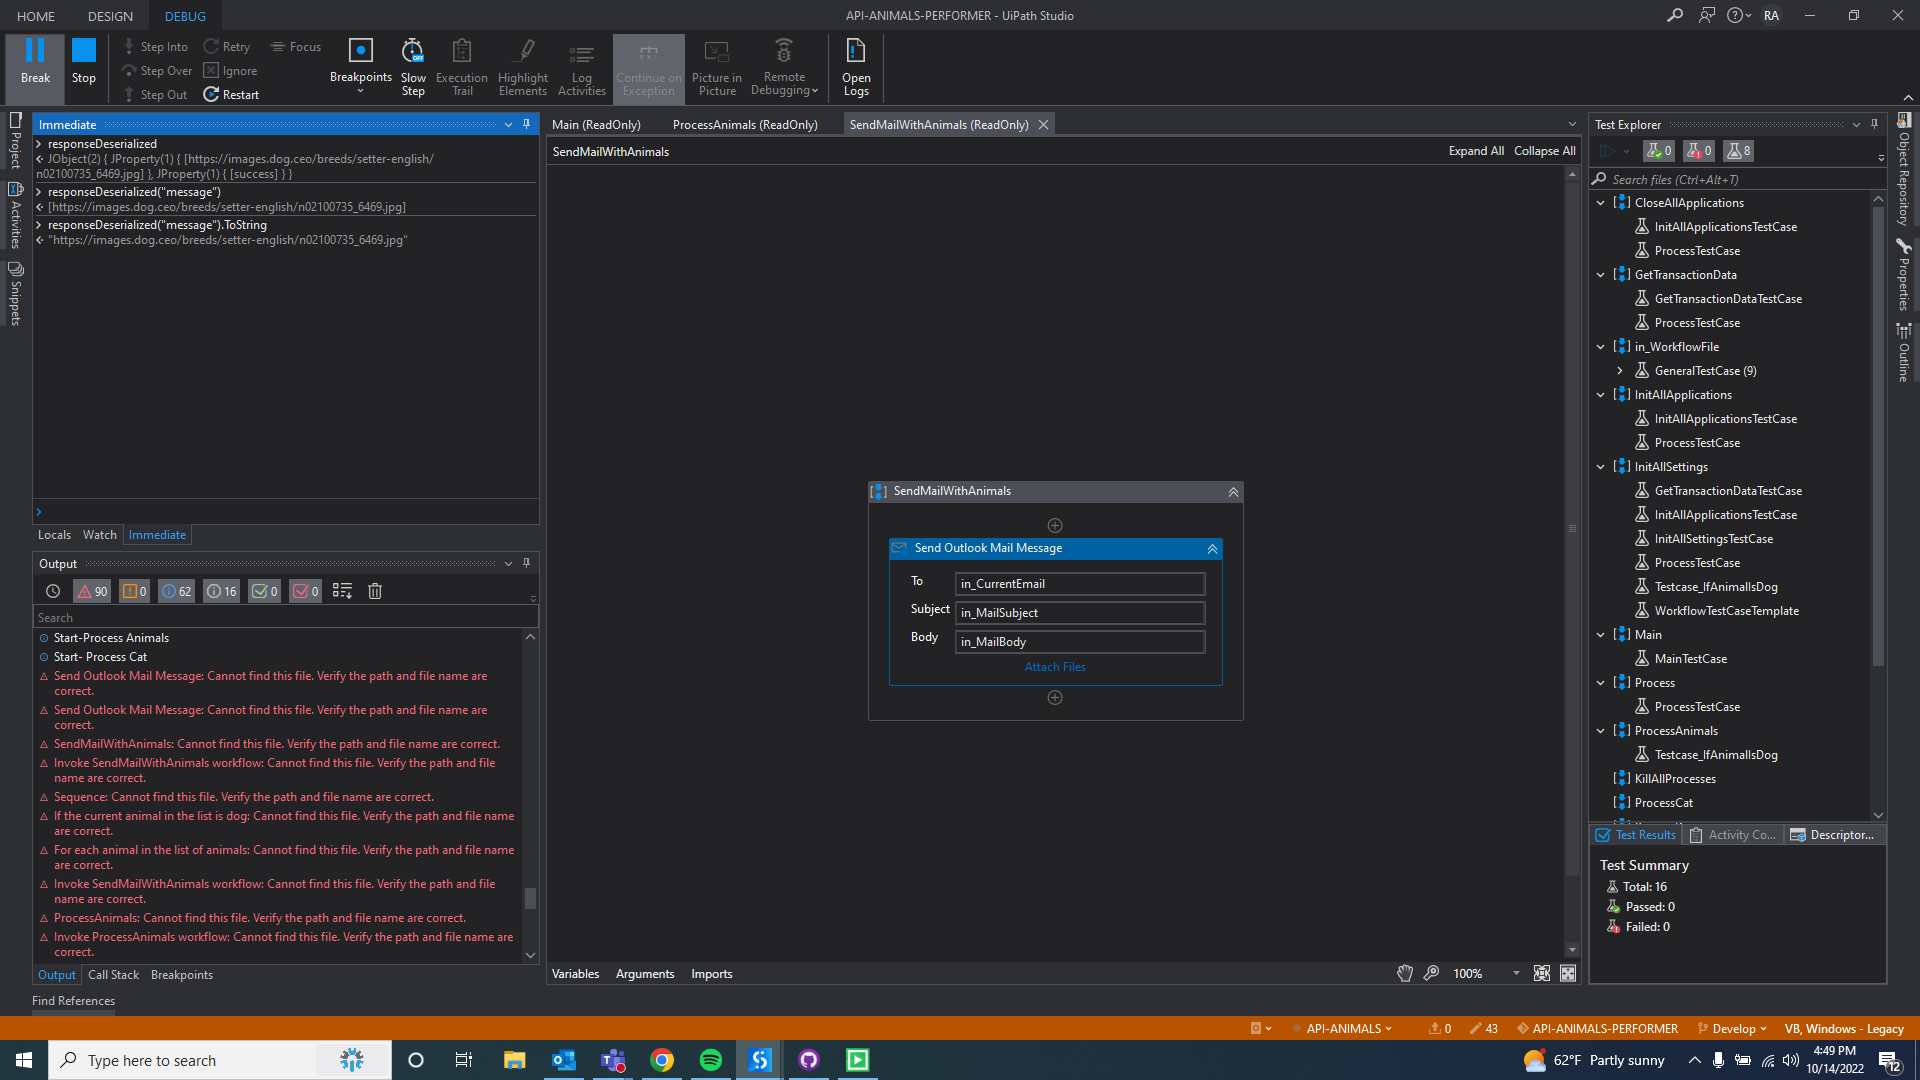 HOME DESIGN DEBUG API-ANIMALS-PERFORMER - UiPath Studio RA
Break
Stop
Step Into
Step Over
Step Out
Retry
Ignore
Restart
Focus
Breakpoints
Slow
Step
Execution
Trail
Highlight
Elements
Log
Activities
Continue on
Exception
Picture in
Picture
Remote
Debugging
Open
Logs
Project
Activities
Snippets
Immediate
responseDeserialized
JObject(2) { JProperty(1) { [https://images.dog.ceo/breeds/setter-english/
n02100735_6469.jpg] }, JProperty(1) { [success] } }
responseDeserialized("message")
[https://images.dog.ceo/breeds/setter-english/n02100735_6469.jpg]
responseDeserialized("message").ToString
"https://images.dog.ceo/breeds/setter-english/n02100735_6469.jpg"
Locals Watch Immediate
Output
90 0 62 16 0 0
Search
Start-Process Animals
Start- Process Cat
Send Outlook Mail Message: Cannot find this file. Verify the path and file name are
correct.
Send Outlook Mail Message: Cannot find this file. Verify the path and file name are
correct.
SendMailWithAnimals: Cannot find this file. Verify the path and file name are correct.
Invoke SendMailWithAnimals workflow: Cannot find this file. Verify the path and file
name are correct.
Sequence: Cannot find this file. Verify the path and file name are correct.
If the current animal in the list is dog: Cannot find this file. Verify the path and file name
are correct.
For each animal in the list of animals: Cannot find this file. Verify the path and file name
are correct.
Invoke SendMailWithAnimals workflow: Cannot find this file. Verify the path and file
name are correct.
ProcessAnimals: Cannot find this file. Verify the path and file name are correct.
Invoke ProcessAnimals workflow: Cannot find this file. Verify the path and file name are
correct.
Output Call Stack Breakpoints
Find References
Main (ReadOnly) ProcessAnimals (ReadOnly) SendMailWithAnimals (ReadOnly)
SendMailWithAnimals Expand All Collapse All
SendMailWithAnimals
Send Outlook Mail Message
To in_CurrentEmail
Subject in_MailSubject
Body in_MailBody
Attach Files
Variables Arguments Imports 100%
Test Explorer
0 0 8
Search files (Ctrl+Alt+T)
CloseAllApplications
InitAllApplicationsTestCase
ProcessTestCase
GetTransactionData
GetTransactionDataTestCase
ProcessTestCase
in_WorkflowFile
GeneralTestCase (9)
InitAllApplications
InitAllApplicationsTestCase
ProcessTestCase
InitAllSettings
GetTransactionDataTestCase
InitAllApplicationsTestCase
InitAllSettingsTestCase
ProcessTestCase
Testcase_IfAnimalIsDog
WorkflowTestCaseTemplate
Main
MainTestCase
Process
ProcessTestCase
ProcessAnimals
Testcase_IfAnimalIsDog
KillAllProcesses
ProcessCat
Test Results Activity Co... Descriptor...
Test Summary
Total: 16
Passed: 0
Failed: 0
Object Repository
Properties
Outline
API-ANIMALS 0 43 API-ANIMALS-PERFORMER Develop VB, Windows - Legacy
Type here to search
62°F Partly sunny
4:49 PM
10/14/2022
12